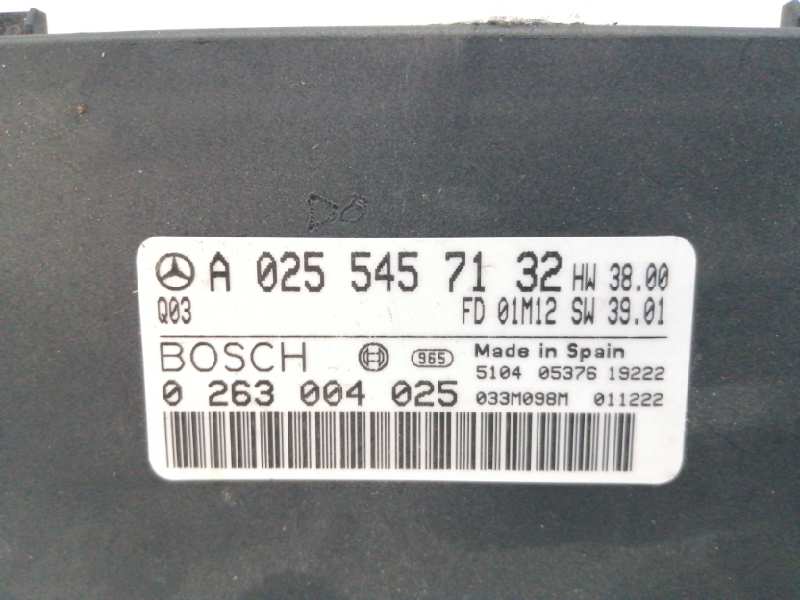 A 025 545 71 32 HW 38.00
Q03 FD 01M12 SW 39.01
BOSCH 965 Made in Spain
5104 05376 19222
0 263 004 025 033M098M 011222